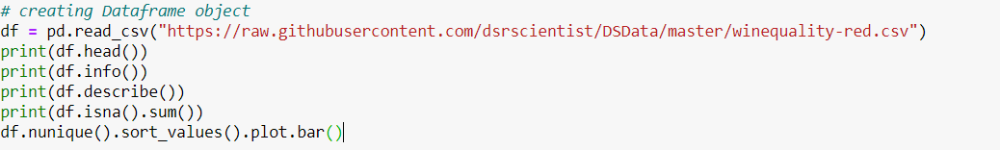 # creating Dataframe object
df = pd.read_csv("https://raw.githubusercontent.com/dsrscientist/DSData/master/winequality-red.csv")
print(df.head())
print(df.info())
print(df.describe())
print(df.isna().sum())
df.nunique().sort_values().plot.bar()